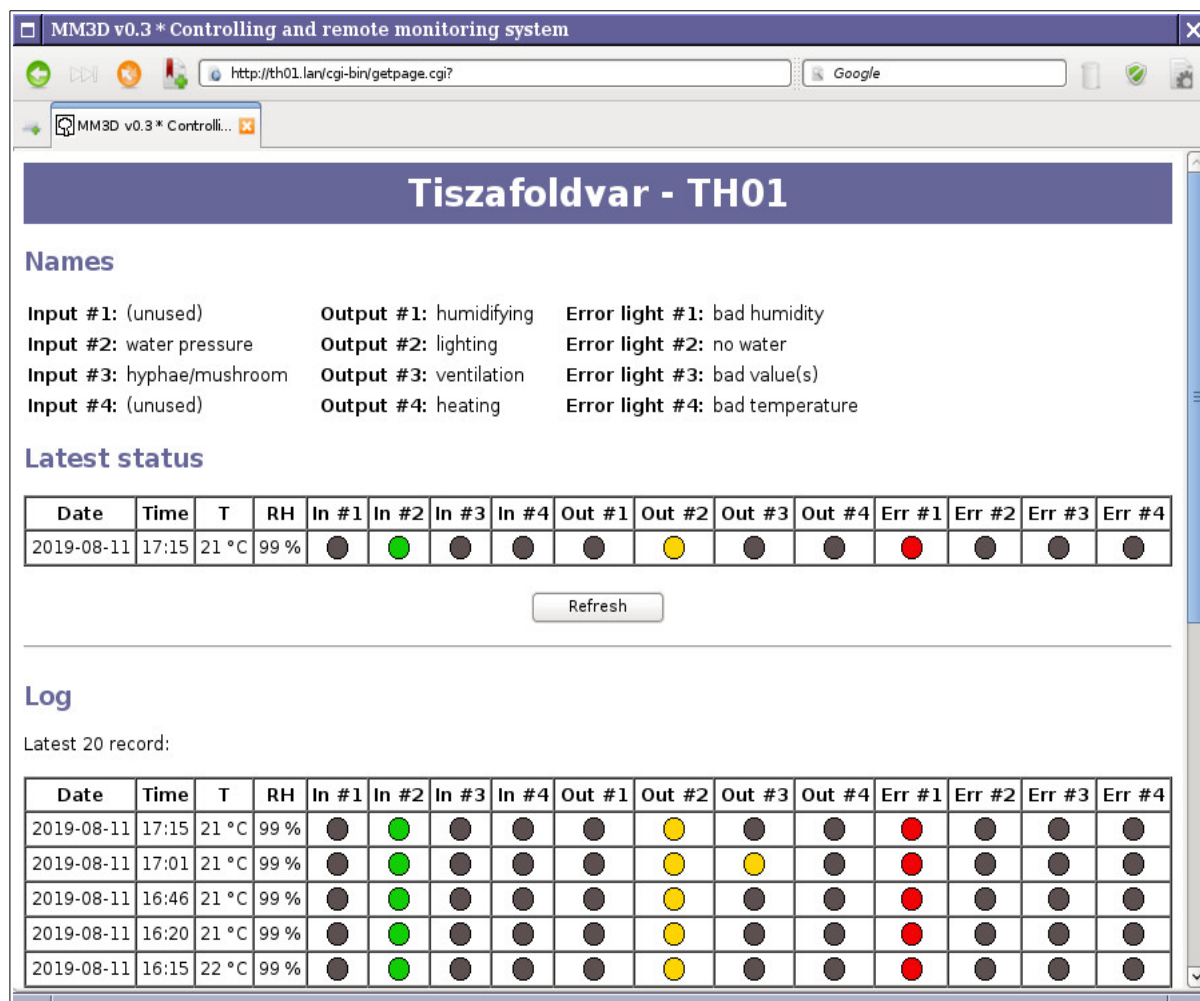 MM3D v0.3 * Controlling and remote monitoring system
http://th01.lan/cgi-bin/getpage.cgi?
Google
MM3D v0.3 * Controlli...
Tiszafoldvar - TH01
Names
Input #1: (unused) Output #1: humidifying Error light #1: bad humidity
Input #2: water pressure Output #2: lighting Error light #2: no water
Input #3: hyphae/mushroom Output #3: ventilation Error light #3: bad value(s)
Input #4: (unused) Output #4: heating Error light #4: bad temperature
Latest status
Date Time T RH In #1 In #2 In #3 In #4 Out #1 Out #2 Out #3 Out #4 Err #1 Err #2 Err #3 Err #4
2019-08-11 17:15 21 °C 99 %
Refresh
Log
Latest 20 record:
Date Time T RH In #1 In #2 In #3 In #4 Out #1 Out #2 Out #3 Out #4 Err #1 Err #2 Err #3 Err #4
2019-08-11 17:15 21 °C 99 %
2019-08-11 17:01 21 °C 99 %
2019-08-11 16:46 21 °C 99 %
2019-08-11 16:20 21 °C 99 %
2019-08-11 16:15 22 °C 99 %